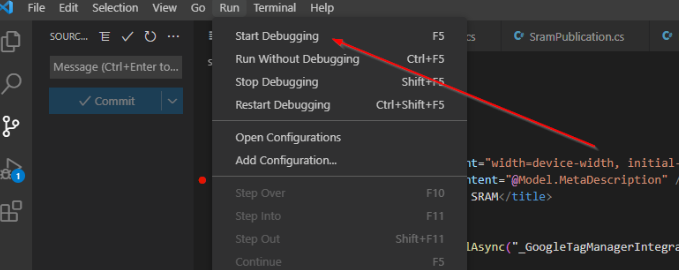 File Edit Selection View Go Run Terminal Help
SOURC...
Message (Ctrl+Enter to...
Commit
1
Start Debugging F5
Run Without Debugging Ctrl+F5
Stop Debugging Shift+F5
Restart Debugging Ctrl+Shift+F5
Open Configurations
Add Configuration...
Step Over F10
Step Into F11
Step Out Shift+F11
Continue F5
cs
C# SramPublication.cs
C#
nt="width=device-width, initial-
ntent="@Model.MetaDescription" /
SRAM</title>
lAsync("_GoogleTagManagerIntegra